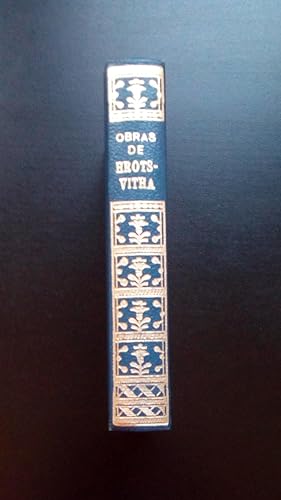 OBRAS
DE
HROTS-
VITHA